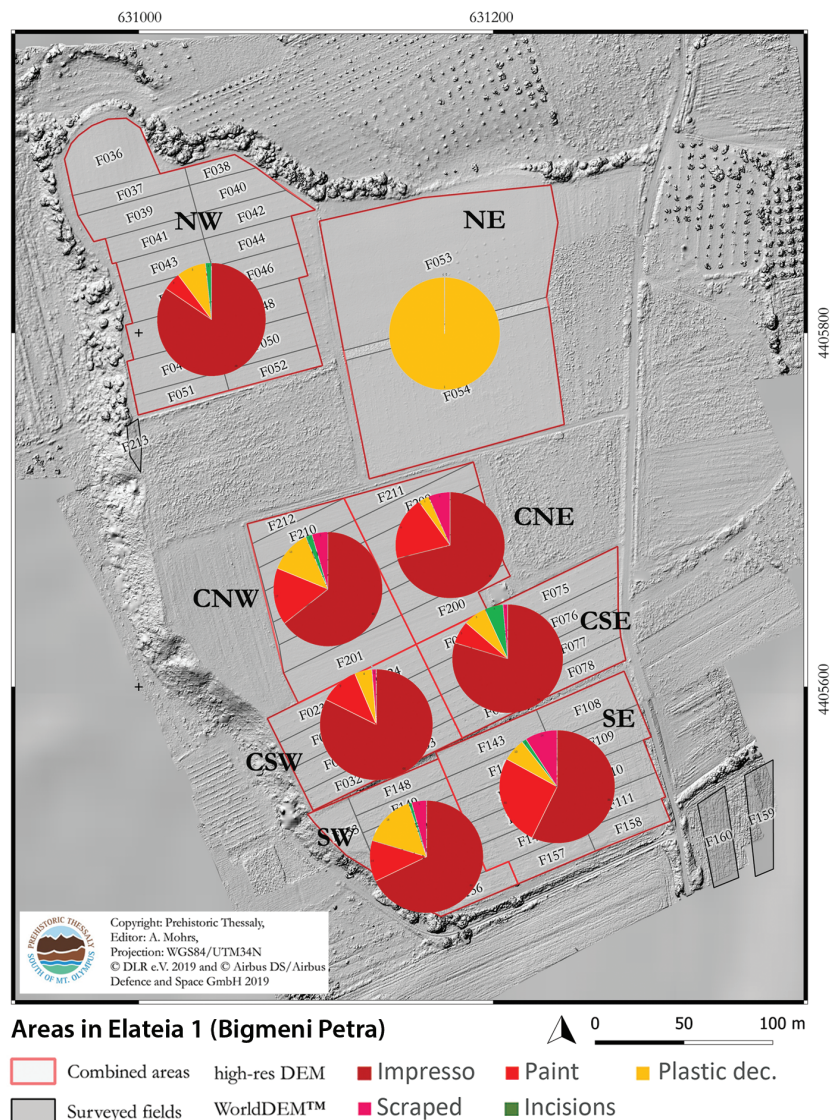 631000
631200
F036
F037
F038
F039
F040
F041
F042
NW
F043
F044
F046
F051
F052
NE
F053
F054
4405800
F213
F211
F212
F210
CNE
CNW
F200
F201
F075
F076
CSE
F077
F078
4405600
CSW
F032
F148
F143
F108
SE
SW
F111
F158
F157
F160
F159
PREHISTORIC THESSALY
SOUTH OF MT. OLYMPUS
Copyright: Prehistoric Thessaly,
Editor: A. Mohrs,
Projection: WGS84/UTM34N
© DLR e.V. 2019 and © Airbus DS/Airbus
Defence and Space GmbH 2019
Areas in Elateia 1 (Bigmeni Petra)
0 50 100 m
Combined areas
high-res DEM
Impresso
Paint
Plastic dec.
Surveyed fields
WorldDEM™
Scraped
Incisions